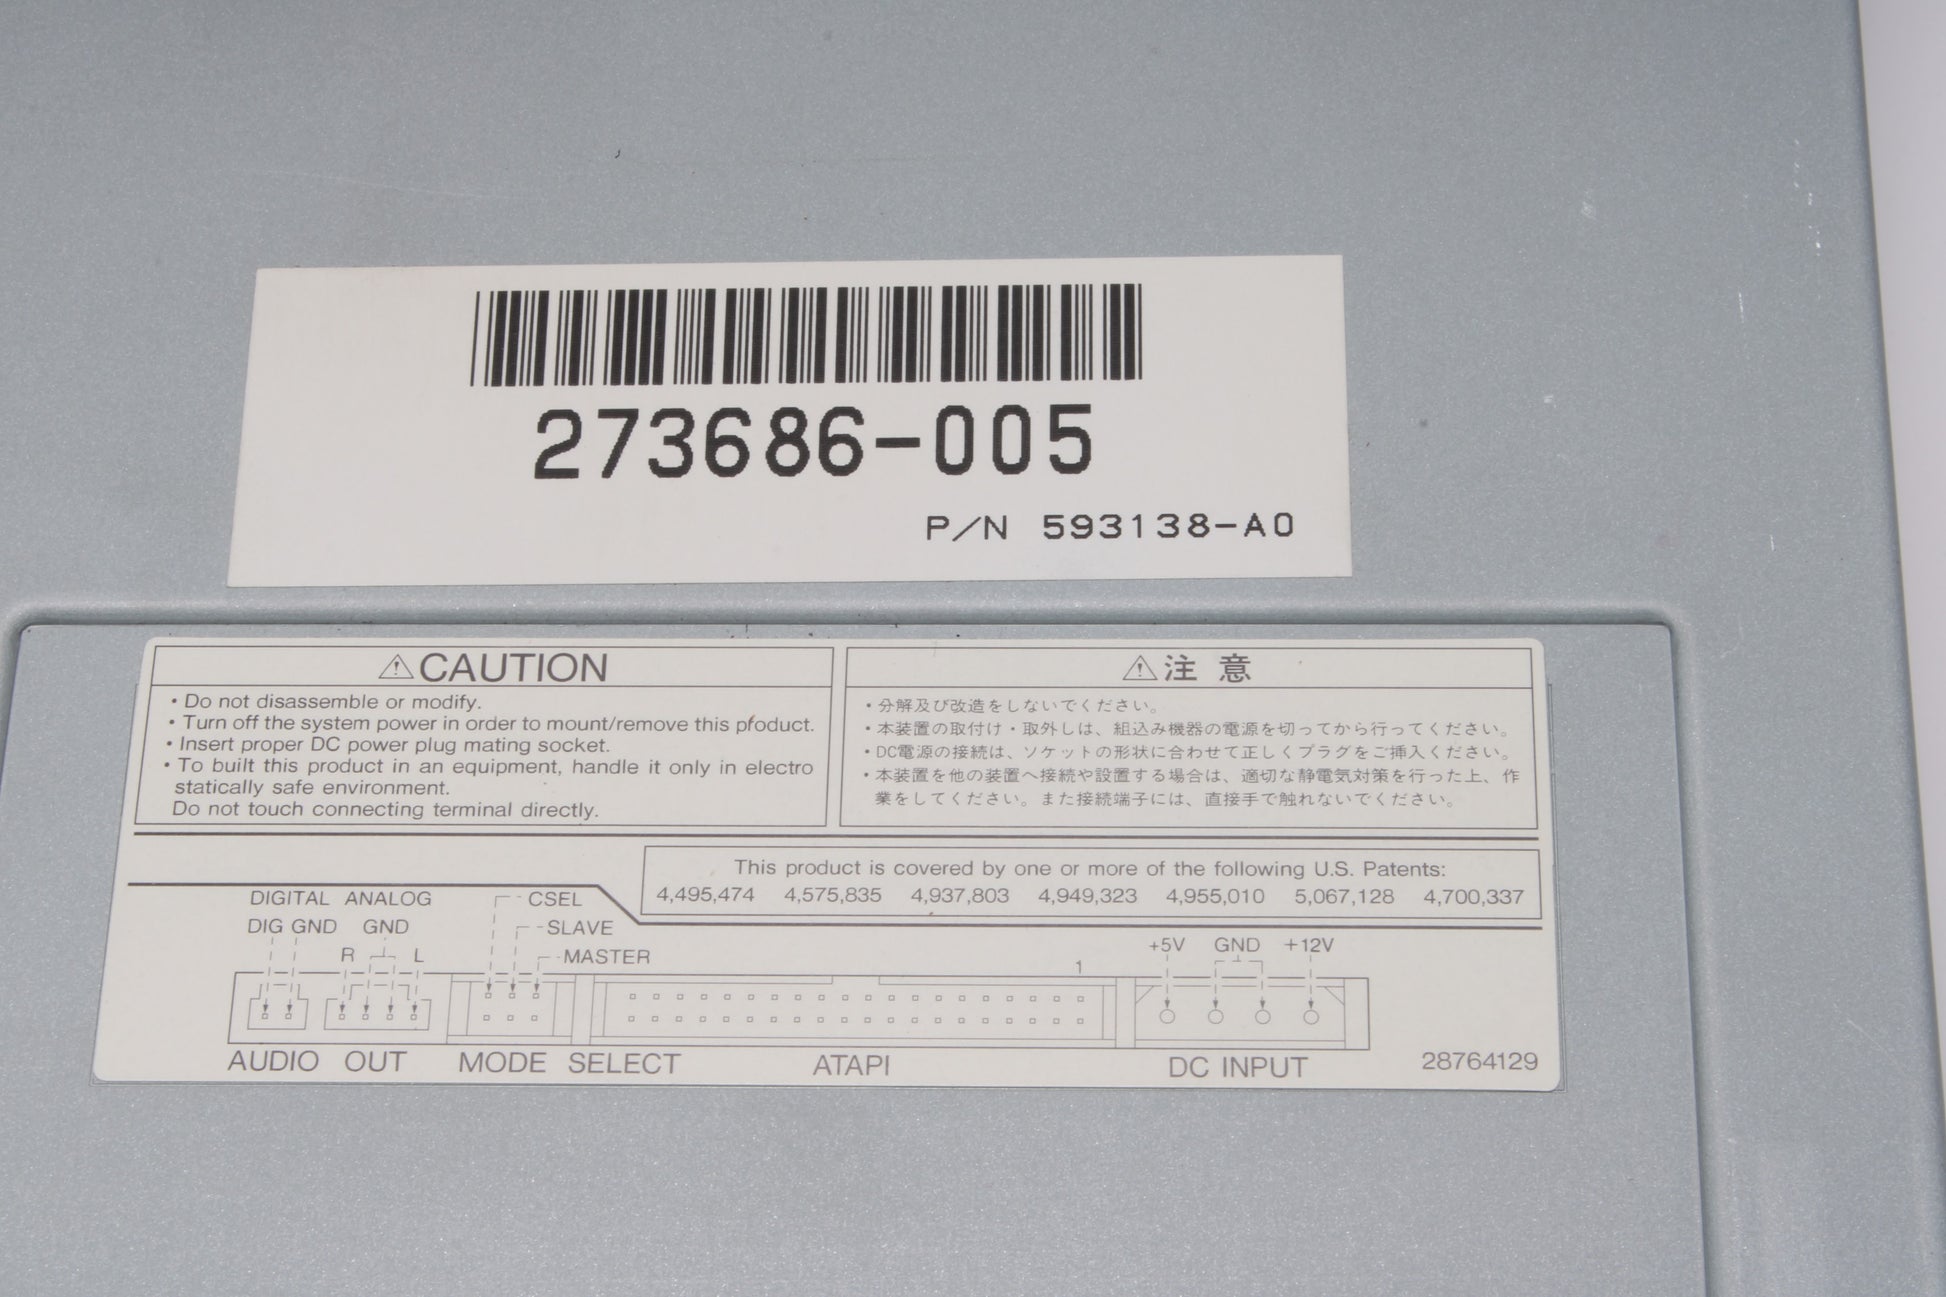 273686-005
P/N 593138-A0
⚠CAUTION
・Do not disassemble or modify.
・Turn off the system power in order to mount/remove this product.
・Insert proper DC power plug mating socket.
・To built this product in an equipment, handle it only in electro
statically safe environment.
Do not touch connecting terminal directly.
⚠注 意
・分解及び改造をしないでください。
・本装置の取付け・取外しは、組込み機器の電源を切ってから行ってください。
・DC電源の接続は、ソケットの形状に合わせて正しくプラグをご挿入ください。
・本装置を他の装置へ接続や設置する場合は、適切な静電気対策を行った上、作
業をしてください。また接続端子には、直接手で触れないでください。
This product is covered by one or more of the following U.S. Patents:
4,495,474 4,575,835 4,937,803 4,949,323 4,955,010 5,067,128 4,700,337
DIGITAL ANALOG
DIG GND GND
R L
CSEL
SLAVE
MASTER
1
+5V GND +12V
AUDIO OUT MODE SELECT ATAPI DC INPUT 28764129